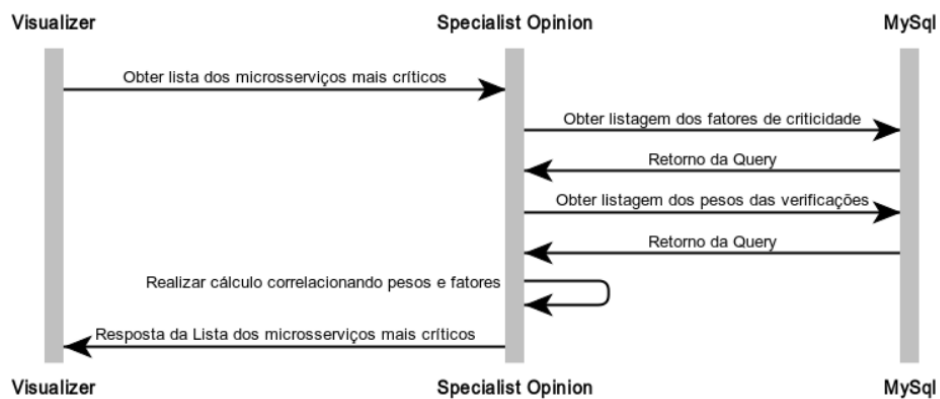 Visualizer
Specialist Opinion
MySql
Obter lista dos microsserviços mais críticos
Obter listagem dos fatores de criticidade
Retorno da Query
Obter listagem dos pesos das verificações
Retorno da Query
Realizar cálculo correlacionando pesos e fatores
Resposta da Lista dos microsserviços mais críticos
Visualizer
Specialist Opinion
MySql